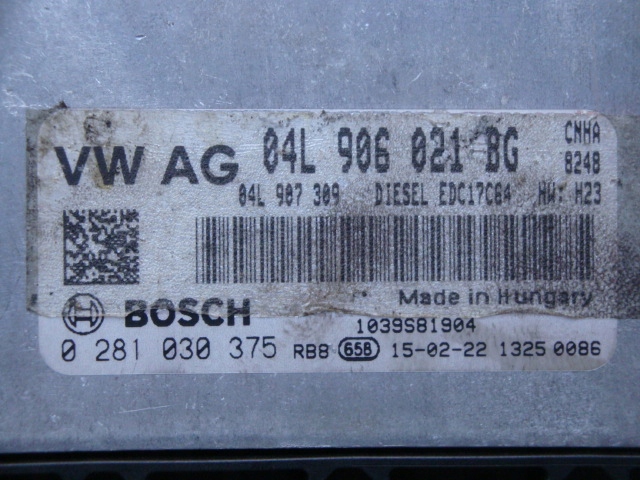 VW AG 04L 906 021 BG CNHA
8248
04L 907 309 DIESEL EDC17C64 HW: H23
Made in Hungary
BOSCH
1039S81904
0 281 030 375 RB8 65B 15-02-22 1325 0086